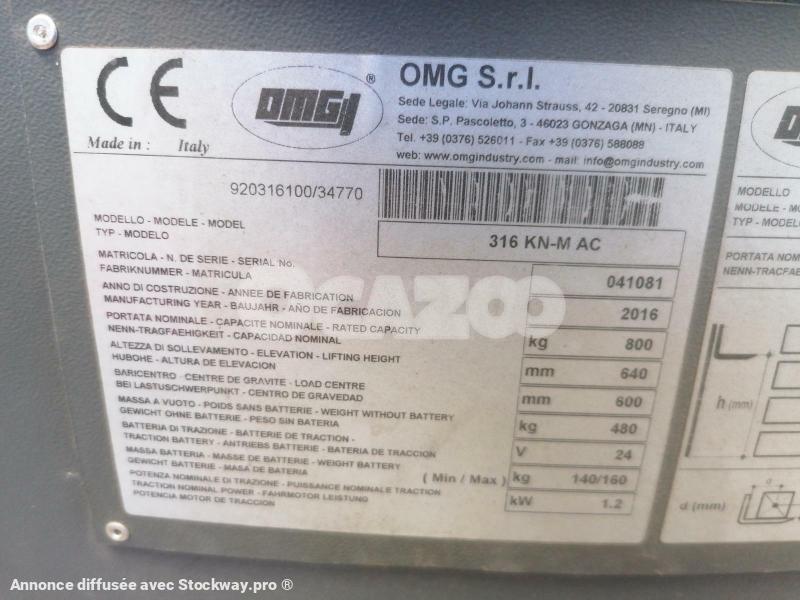 CE
Made in : Italy
OMG ®
OMG S.r.l.
Sede Legale: Via Johann Strauss, 42 - 20831 Seregno (MI)
Sede: S.P. Pascoletto, 3 - 46023 GONZAGA (MN) - ITALY
Tel. +39 (0376) 526011 - Fax +39 (0376) 588088
web: www.omgindustry.com - mail: info@omgindustry.com
920316100/34770
MODELLO - MODELE - MODEL
TYP - MODELO
316 KN-M AC
MATRICOLA - N. DE SERIE - SERIAL No.
FABRIKNUMMER - MATRICULA
041081
ANNO DI COSTRUZIONE - ANNEE DE FABRICATION
MANUFACTURING YEAR - BAUJAHR - AÑO DE FABRICACION
2016
PORTATA NOMINALE - CAPACITE NOMINALE - RATED CAPACITY
NENN-TRAGFAEHIGKEIT - CAPACIDAD NOMINAL
kg 800
ALTEZZA DI SOLLEVAMENTO - ELEVATION - LIFTING HEIGHT
HUBOHE - ALTURA DE ELEVACION
mm 640
BARICENTRO - CENTRE DE GRAVITE - LOAD CENTRE
BEI LASTUSCHWERPUNKT - CENTRO DE GRAVEDAD
mm 600
MASSA A VUOTO - POIDS SANS BATTERIE - WEIGHT WITHOUT BATTERY
GEWICHT OHNE BATTERIE - PESO SIN BATERIA
kg 480
BATTERIA DI TRAZIONE - BATTERIE DE TRACTION -
TRACTION BATTERY - ANTRIEBS BATTERIE - BATERIA DE TRACCION
V 24
MASSA BATTERIA - MASSE DE BATTERIE - WEIGHT BATTERY
GEWICHT BATTERIE - MASA DE BATERIA
( Min / Max ) kg 140/160
POTENZA NOMINALE DI TRAZIONE - PUISSANCE NOMINALE TRACTION
TRACTION NOMINAL POWER - FAHRMOTOR LEISTUNG
POTENCIA MOTOR DE TRACCION
kW 1.2
MODELLO
MODELE - M
TYP - MODEL
PORTATA NOM
NENN-TRACFAE
h (mm)
d
d (mm)
OCAZOO
Annonce diffusée avec Stockway.pro ®